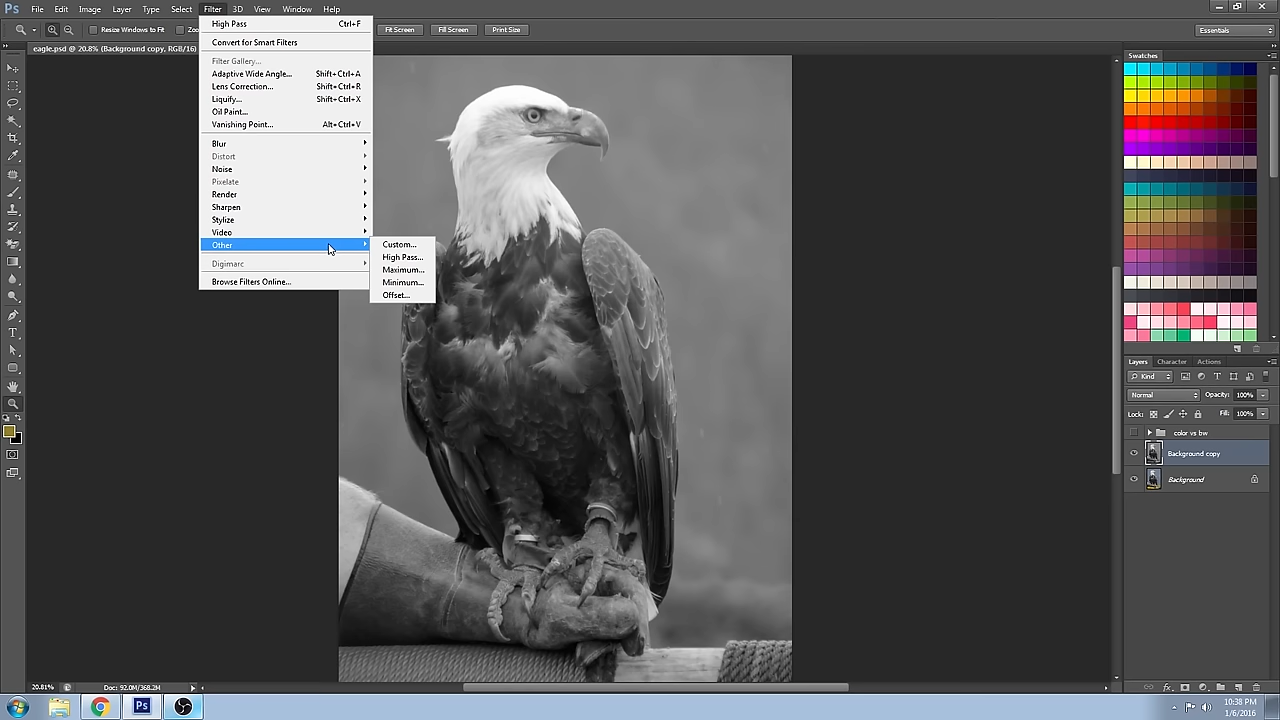 Ps File Edit Image Layer Type Select Filter 3D View Window Help
Resize Windows to Fit Fit Screen Fill Screen Print Size Essentials
eagle.psd @ 20.8% (Background copy, RGB/16)
High Pass Ctrl+F
Convert for Smart Filters
Filter Gallery...
Adaptive Wide Angle... Shift+Ctrl+A
Lens Correction... Shift+Ctrl+R
Liquify... Shift+Ctrl+X
Oil Paint...
Vanishing Point... Alt+Ctrl+V
Blur
Distort
Noise
Pixelate
Render
Sharpen
Stylize
Video
Other
Digimarc
Browse Filters Online...
Custom...
High Pass...
Maximum...
Minimum...
Offset...
Swatches
Layers Character Actions
Kind
Normal Opacity: 100%
Lock: Fill: 100%
color vs bw
Background copy
Background
20.81% Doc: 92.0M/368.2M
Ps
10:38 PM
1/6/2016